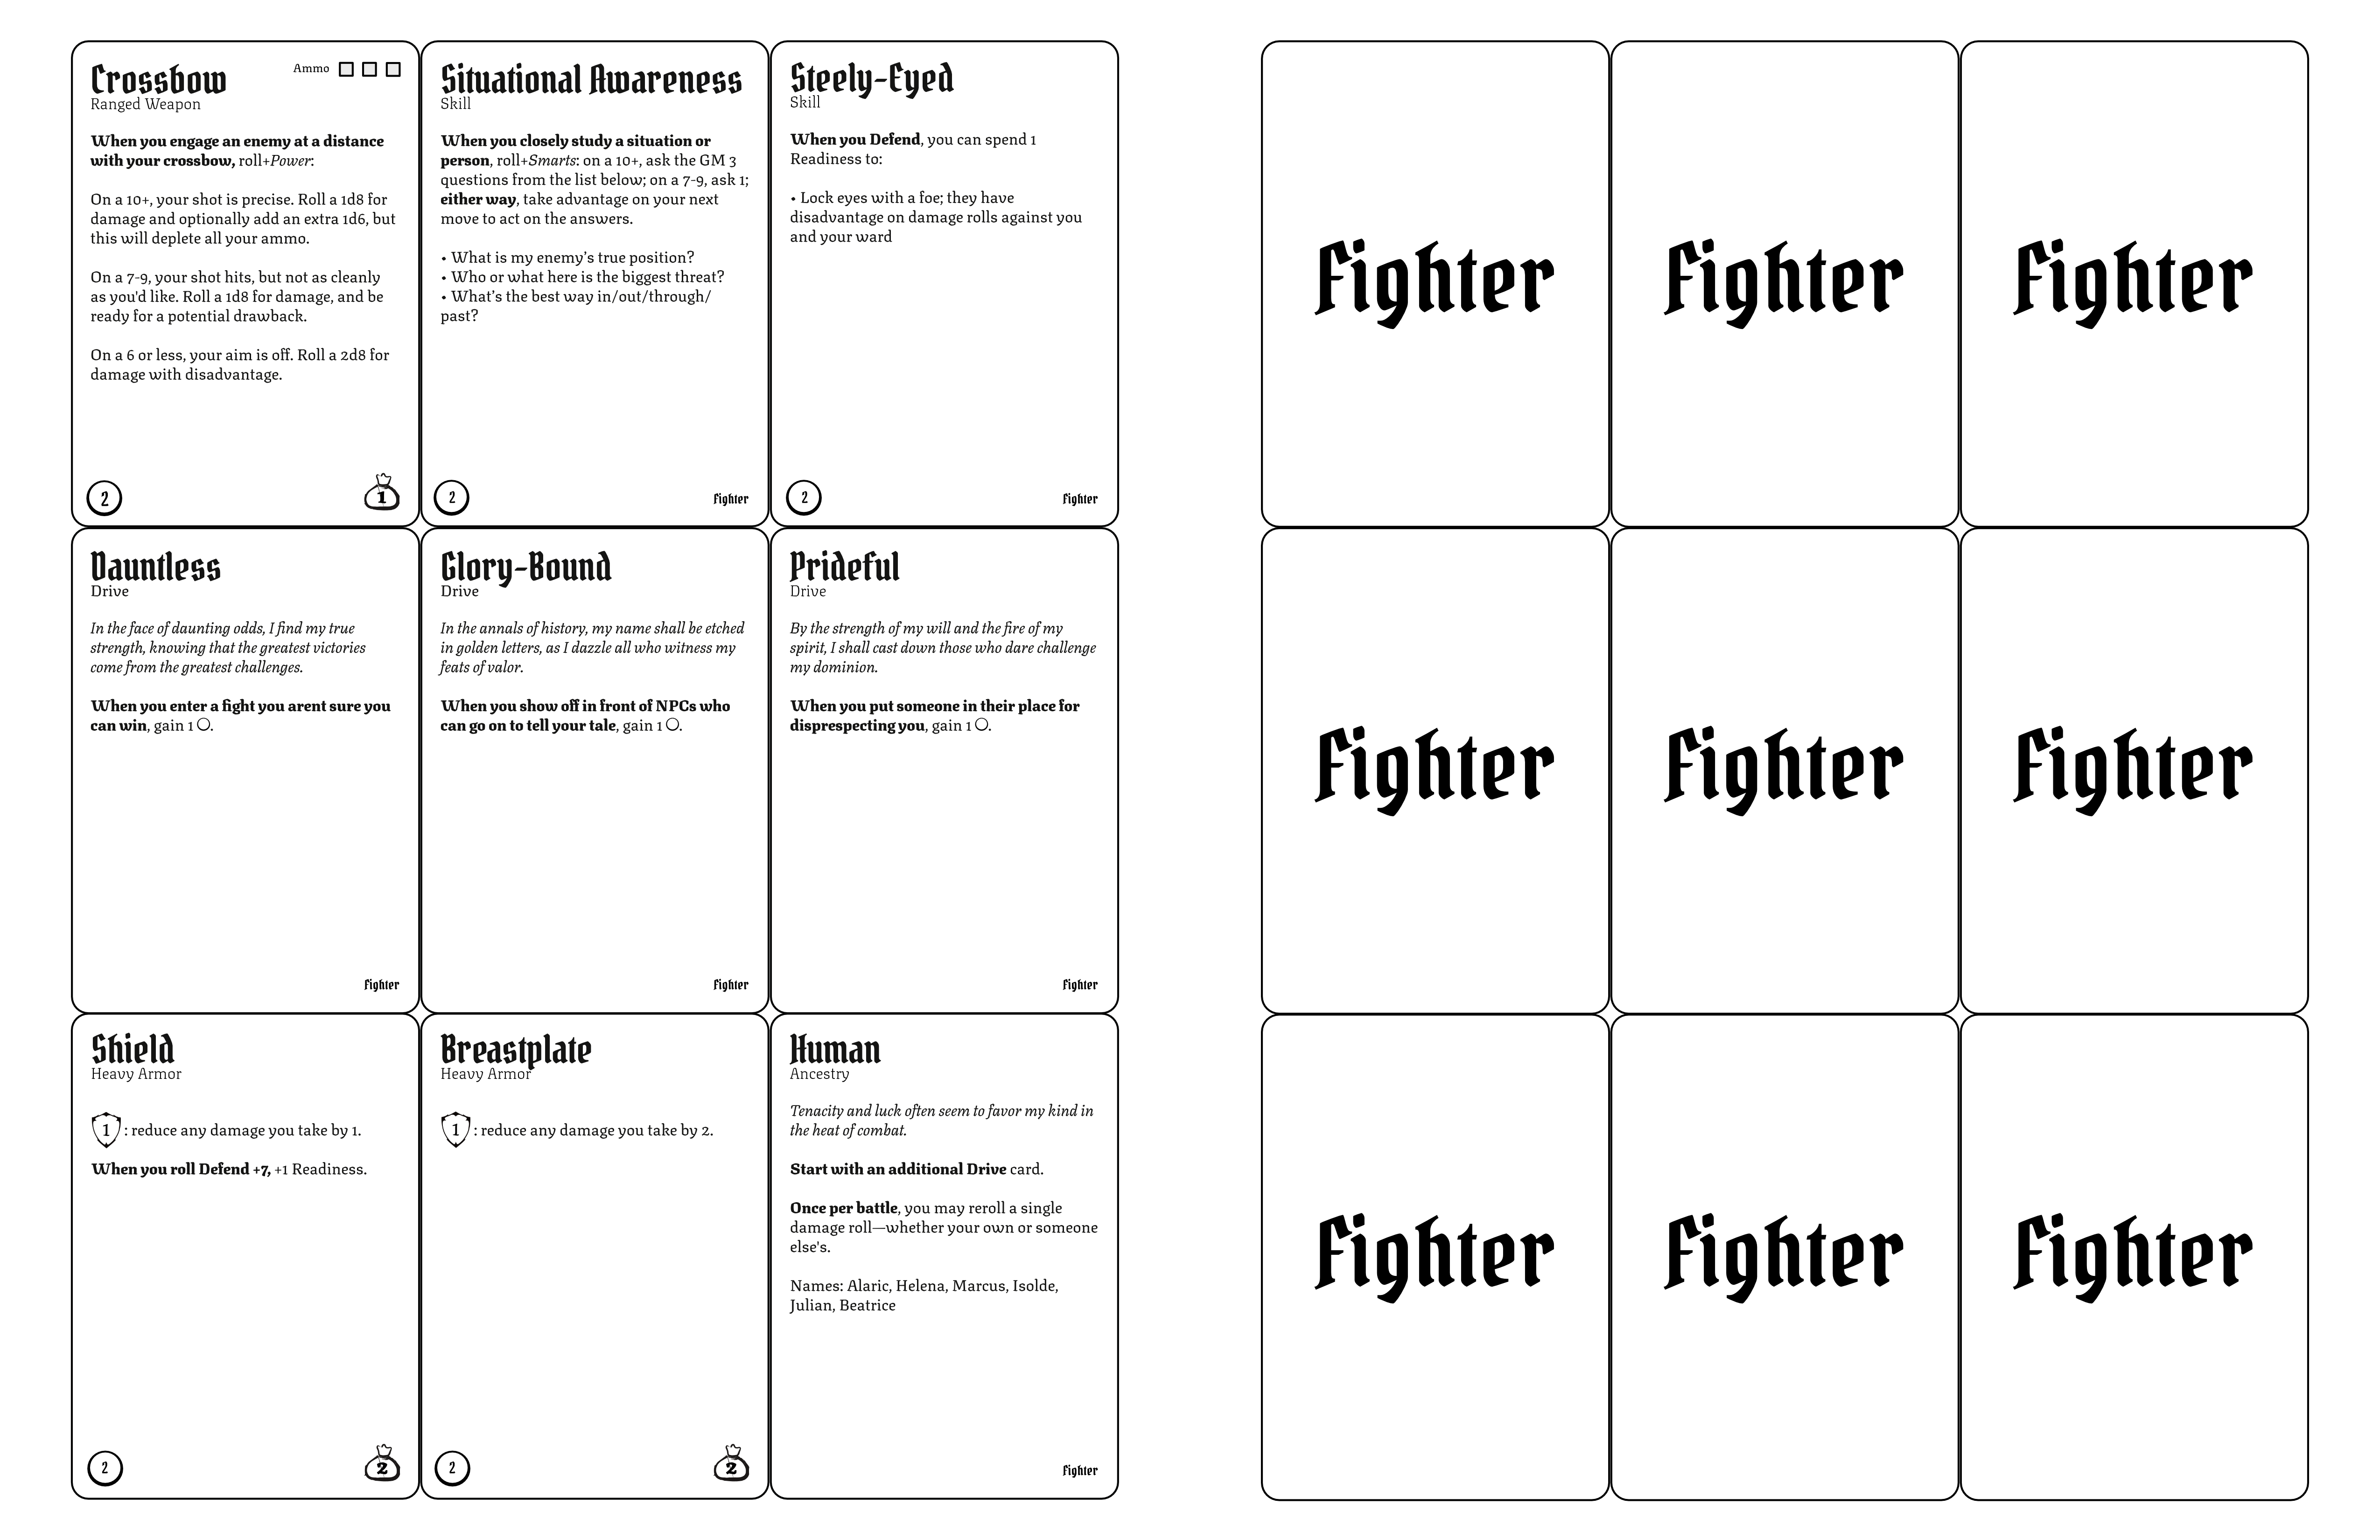 Crossbow
Ammo
Ranged Weapon
When you engage an enemy at a distance
with your crossbow, roll+Power:
On a 10+, your shot is precise. Roll a 1d8 for
damage and optionally add an extra 1d6, but
this will deplete all your ammo.
On a 7-9, your shot hits, but not as cleanly
as you'd like. Roll a 1d8 for damage, and be
ready for a potential drawback.
On a 6 or less, your aim is off. Roll a 2d8 for
damage with disadvantage.
2
1
Situational Awareness
Skill
When you closely study a situation or
person, roll+Smarts: on a 10+, ask the GM 3
questions from the list below; on a 7-9, ask 1;
either way, take advantage on your next
move to act on the answers.
• What is my enemy's true position?
• Who or what here is the biggest threat?
• What's the best way in/out/through/
past?
2
Fighter
Steely-Eyed
Skill
When you Defend, you can spend 1
Readiness to:
• Lock eyes with a foe; they have
disadvantage on damage rolls against you
and your ward
2
Fighter
Dauntless
Drive
In the face of daunting odds, I find my true
strength, knowing that the greatest victories
come from the greatest challenges.
When you enter a fight you arent sure you
can win, gain 1 ○.
Fighter
Glory-Bound
Drive
In the annals of history, my name shall be etched
in golden letters, as I dazzle all who witness my
feats of valor.
When you show off in front of NPCs who
can go on to tell your tale, gain 1 ○.
Fighter
Prideful
Drive
By the strength of my will and the fire of my
spirit, I shall cast down those who dare challenge
my dominion.
When you put someone in their place for
disprespecting you, gain 1 ○.
Fighter
Shield
Heavy Armor
1 : reduce any damage you take by 1.
When you roll Defend +7, +1 Readiness.
2
2
Breastplate
Heavy Armor
1 : reduce any damage you take by 2.
2
2
Human
Ancestry
Tenacity and luck often seem to favor my kind in
the heat of combat.
Start with an additional Drive card.
Once per battle, you may reroll a single
damage roll—whether your own or someone
else's.
Names: Alaric, Helena, Marcus, Isolde,
Julian, Beatrice
Fighter
Fighter
Fighter
Fighter
Fighter
Fighter
Fighter
Fighter
Fighter
Fighter